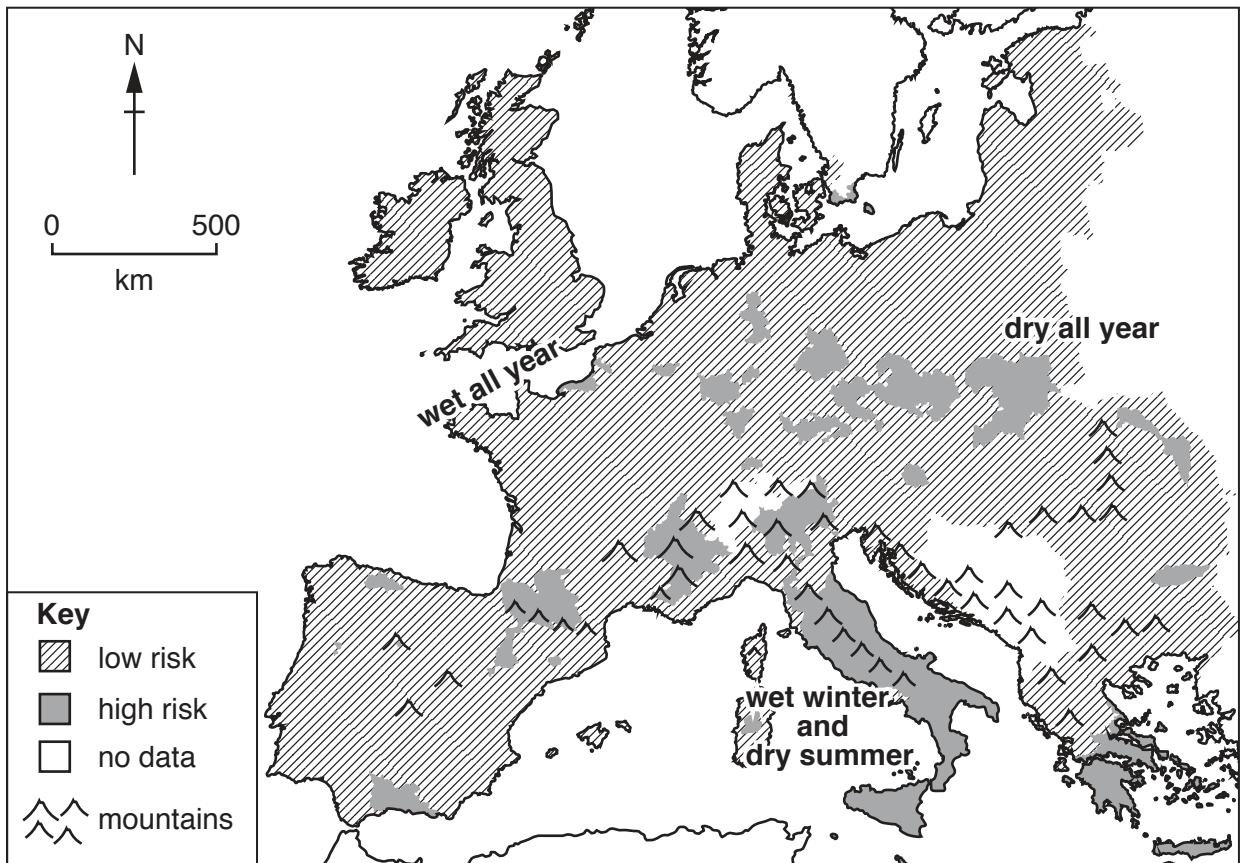 N
0 500
km
wet all year
dry all year
wet winter
and
dry summer
Key
low risk
high risk
no data
mountains